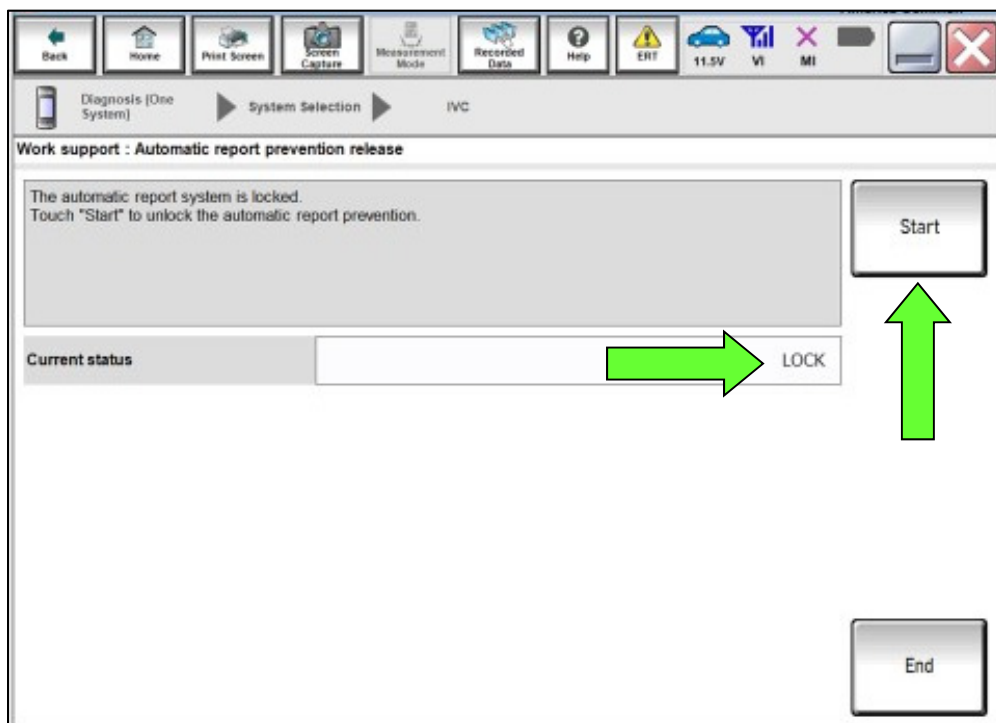 Back
Home
Print Screen
Screen
Capture
Measurement
Mode
Recorded
Data
Help
ERT
11.5V
VI
MI
Diagnosis (One
System)
System Selection
IVC
Work support : Automatic report prevention release
The automatic report system is locked.
Touch "Start" to unlock the automatic report prevention.
Start
Current status
LOCK
End